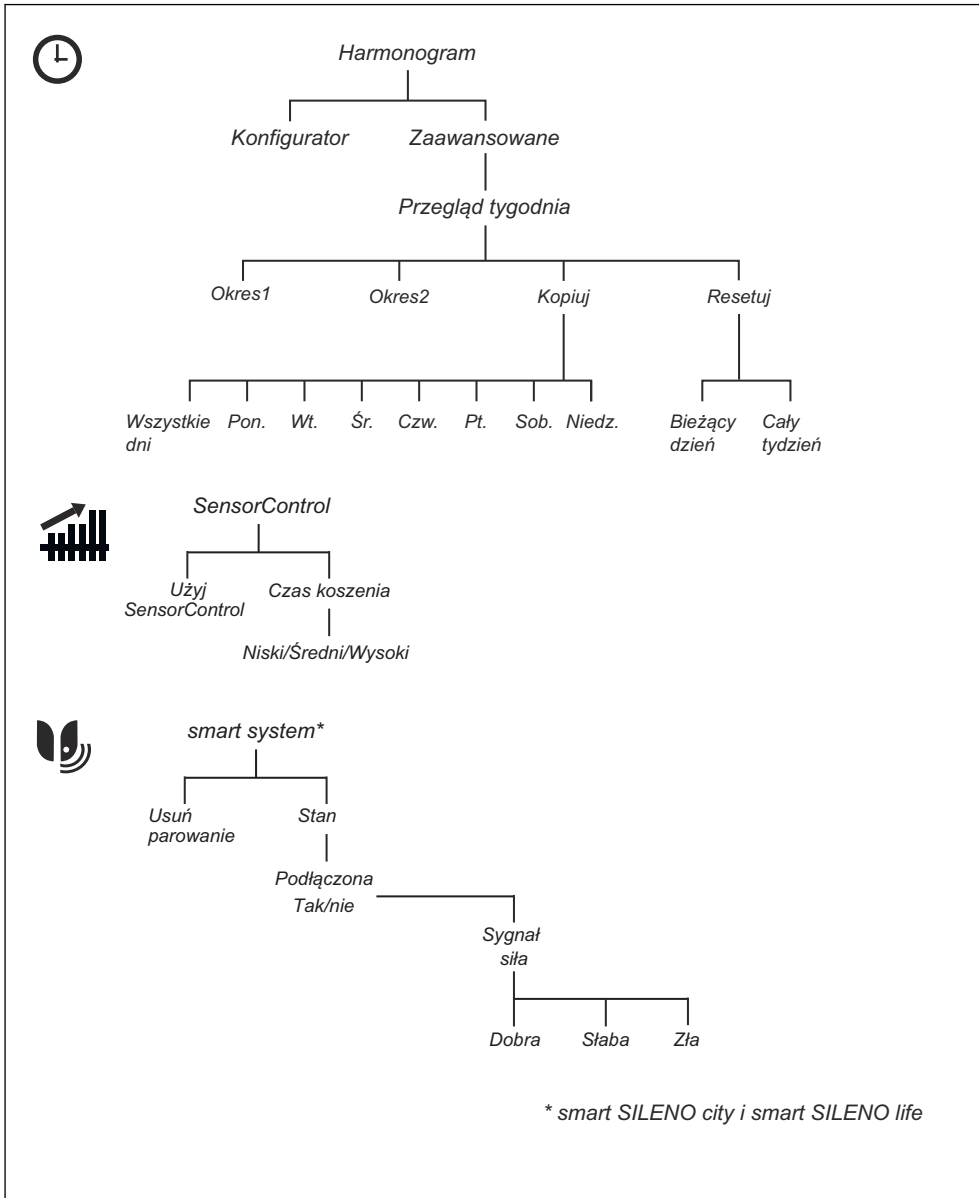 Harmonogram
Konfigurator
Zaawansowane
Przegląd tygodnia
Okres1
Okres2
Kopiuj
Resetuj
Wszystkie
dni
Pon.
Wt.
Śr.
Czw.
Pt.
Sob.
Niedz.
Bieżący
dzień
Cały
tydzień
SensorControl
Użyj
SensorControl
Czas koszenia
Niski/Średni/Wysoki
smart system*
Usuń
parowanie
Stan
Podłączona
Tak/nie
Sygnał
siła
Dobra
Słaba
Zła
* smart SILENO city i smart SILENO life